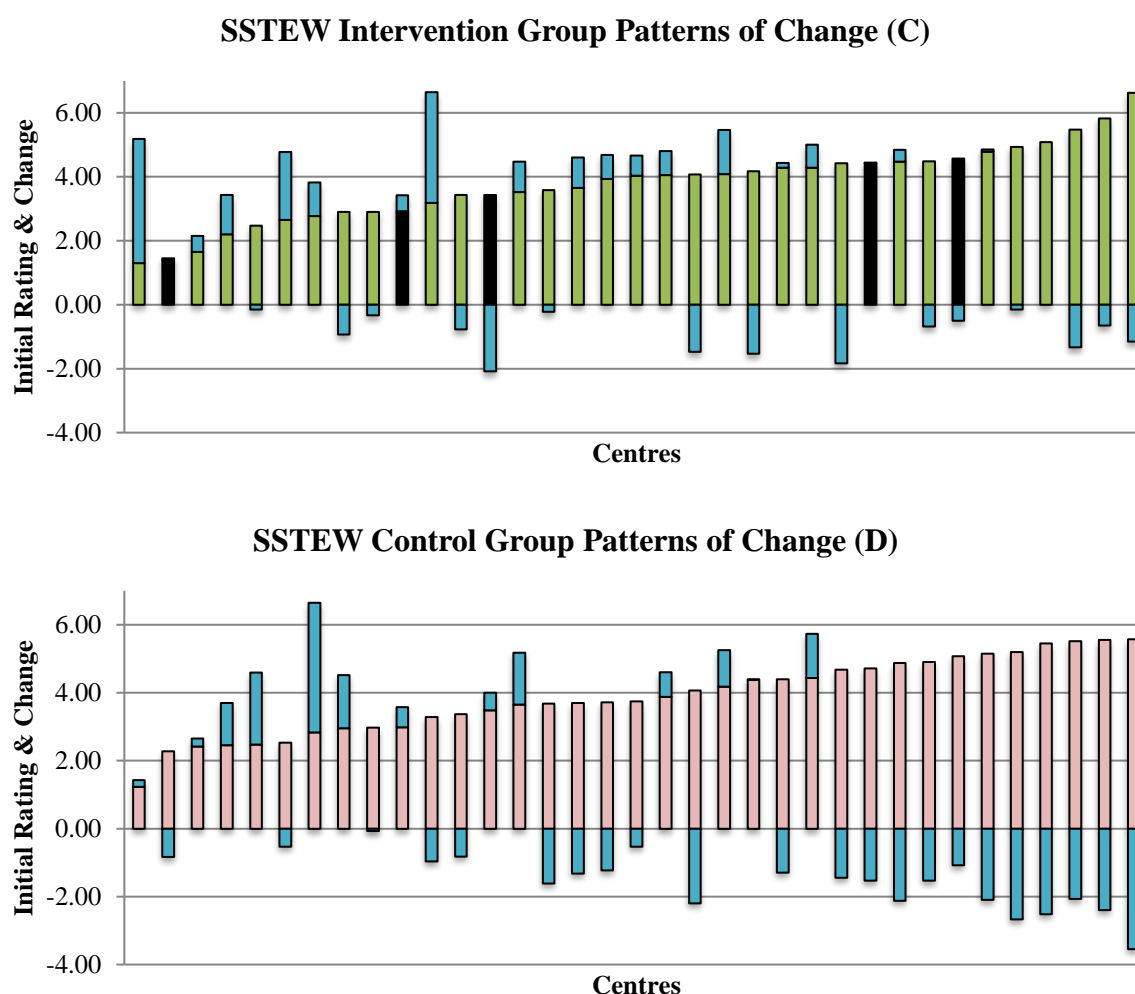 SSTEW Intervention Group Patterns of Change (C)
Initial Rating & Change
6.00
4.00
2.00
0.00
-2.00
-4.00
Centres
SSTEW Control Group Patterns of Change (D)
Initial Rating & Change
6.00
4.00
2.00
0.00
-2.00
-4.00
Centres